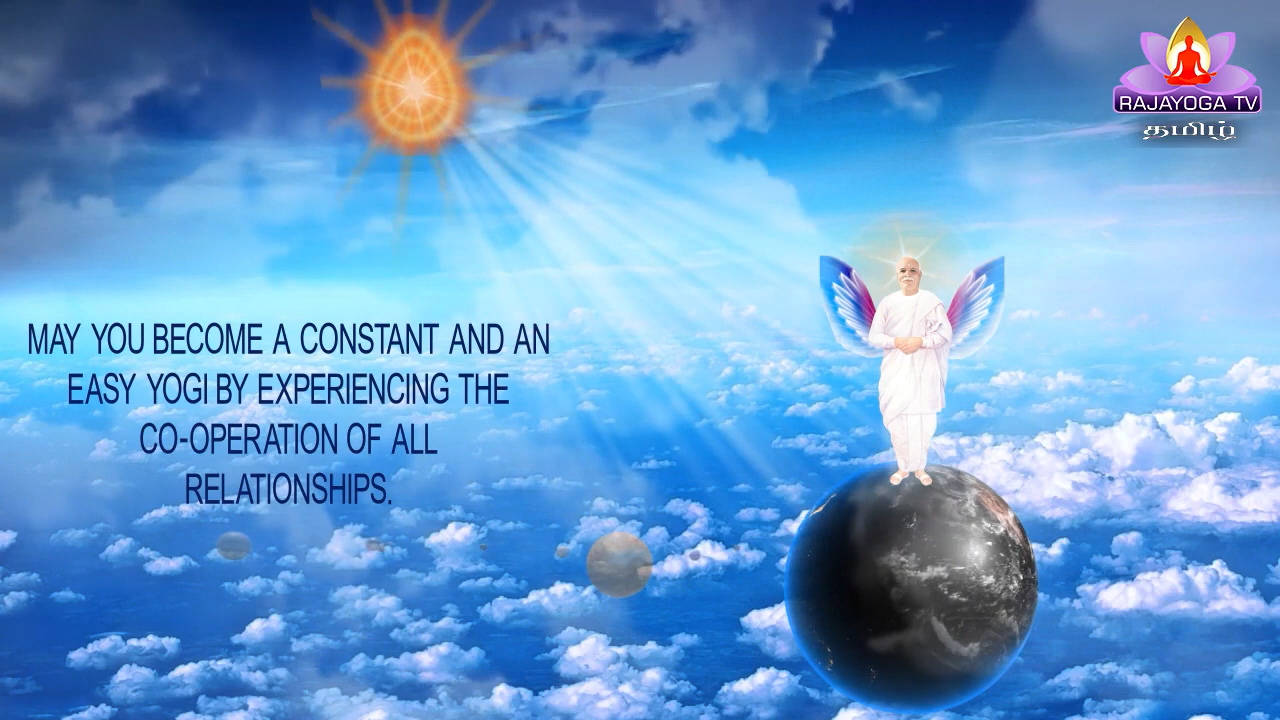 RAJAYOGA TV
தமிழ்
MAY YOU BECOME A CONSTANT AND AN
EASY YOGI BY EXPERIENCING THE
CO-OPERATION OF ALL
RELATIONSHIPS.